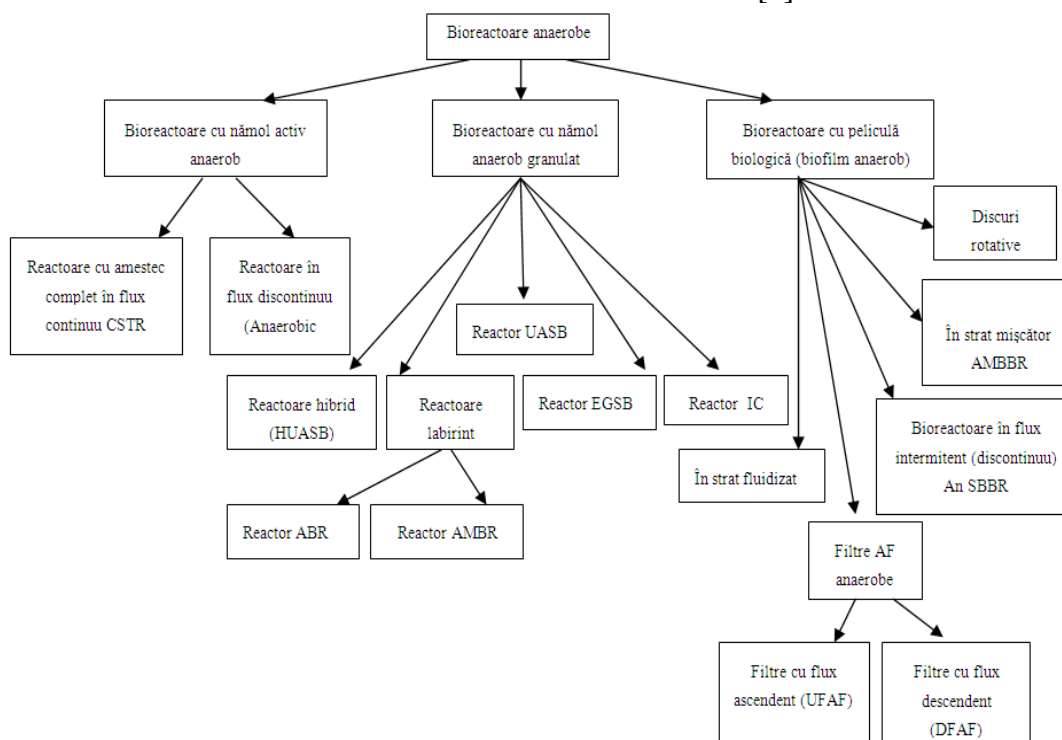 Bioreactoare anaerobe
Bioreactoare cu nămol activ
anaerob
Bioreactoare cu nămol
anaerob granulat
Bioreactoare cu peliculă
biologică (biofilm anaerob)
Discuri
rotative
Reactoare cu amestec
complet în flux
continuu CSTR
Reactoare în
flux discontinuu
(Anaerobic
Reactor UASB
În strat mişcător
AMBBR
Reactoare hibrid
(HUASB)
Reactoare
labirint
Reactor EGSB
Reactor IC
Bioreactoare în flux
intermitent (discontinuu)
An SBBR
În strat fluidizat
Reactor ABR
Reactor AMBR
Filtre AF
anaerobe
Filtre cu flux
ascendent (UFAF)
Filtre cu flux
descendent
(DFAF)